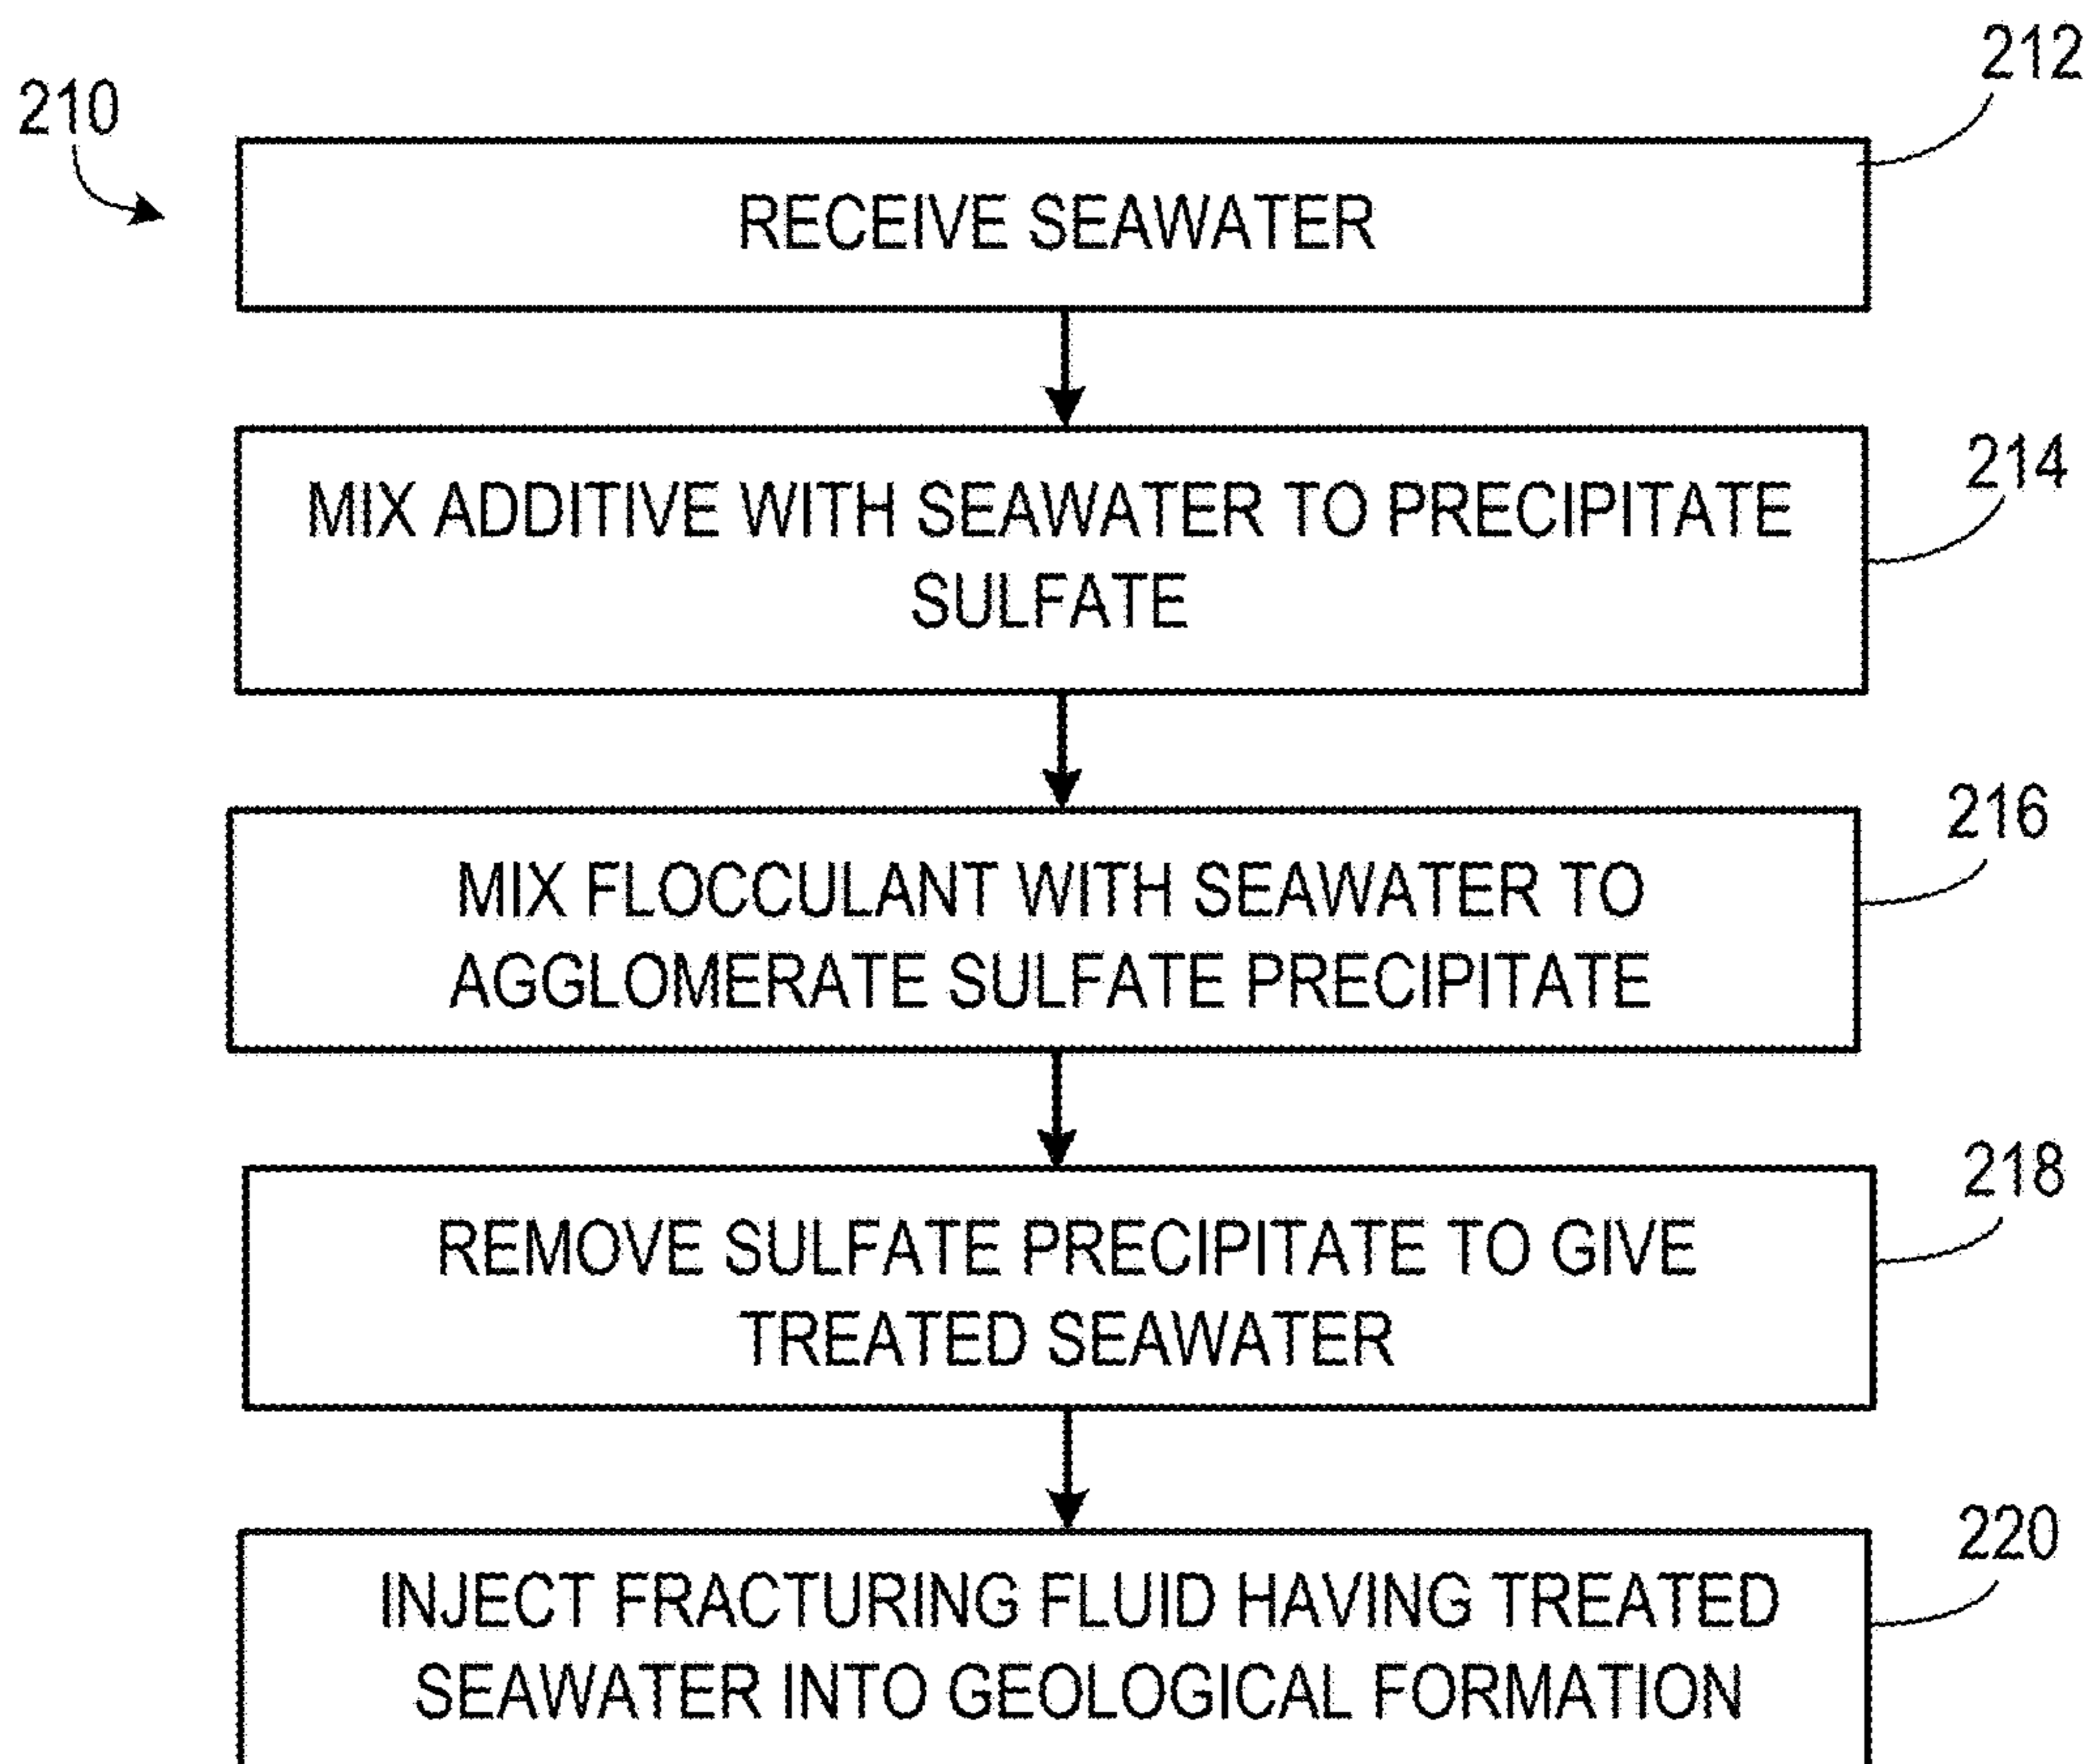 212
210
RECEIVE SEAWATER
214
MIX ADDITIVE WITH SEAWATER TO PRECIPITATE
SULFATE
216
MIX FLOCCULANT WITH SEAWATER TO
AGGLOMERATE SULFATE PRECIPITATE
218
REMOVE SULFATE PRECIPITATE TO GIVE
TREATED SEAWATER
220
INJECT FRACTURING FLUID HAVING TREATED
SEAWATER INTO GEOLOGICAL FORMATION